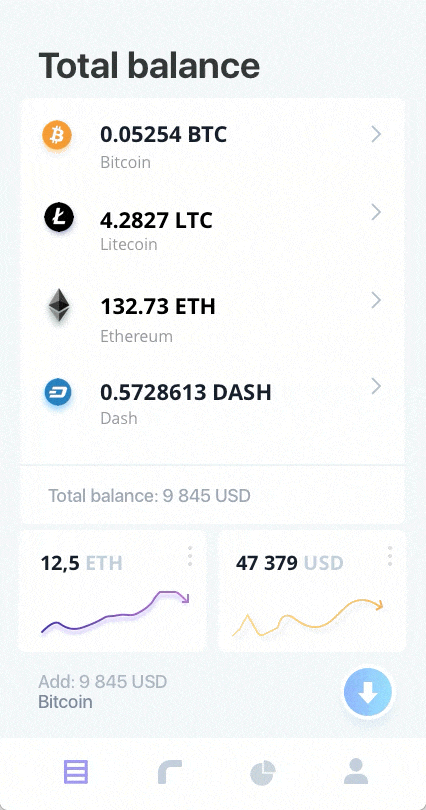 Total balance
0.05254 BTC
Bitcoin
4.2827 LTC
Litecoin
132.73 ETH
Ethereum
0.5728613 DASH
Dash
Total balance: 9 845 USD
12,5 ETH
47 379 USD
Add: 9 845 USD
Bitcoin